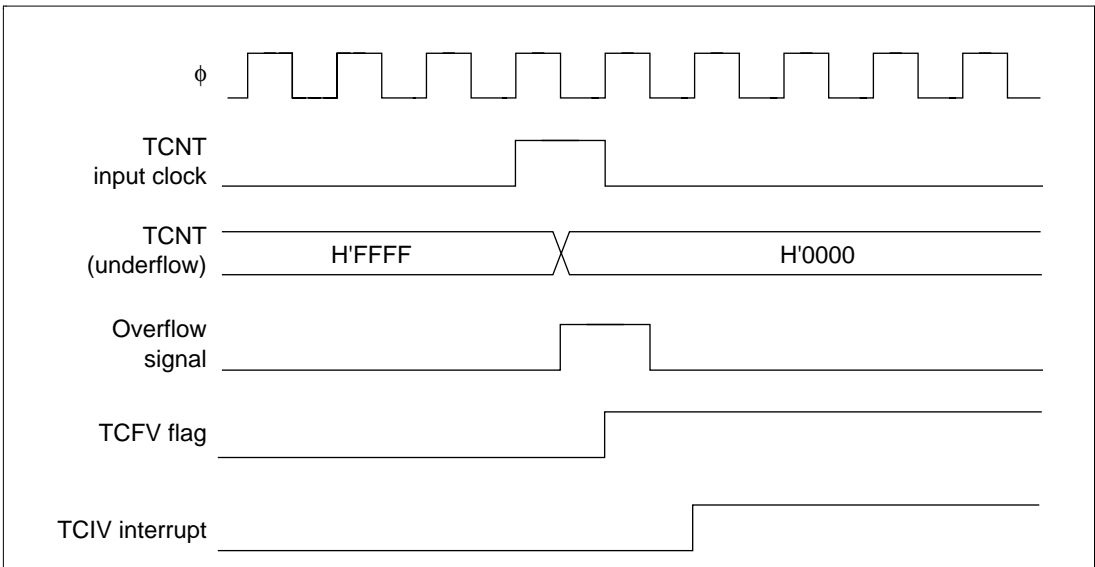 ϕ
TCNT
input clock
TCNT
(underflow)
H'FFFF H'0000
Overflow
signal
TCFV flag
TCIV interrupt